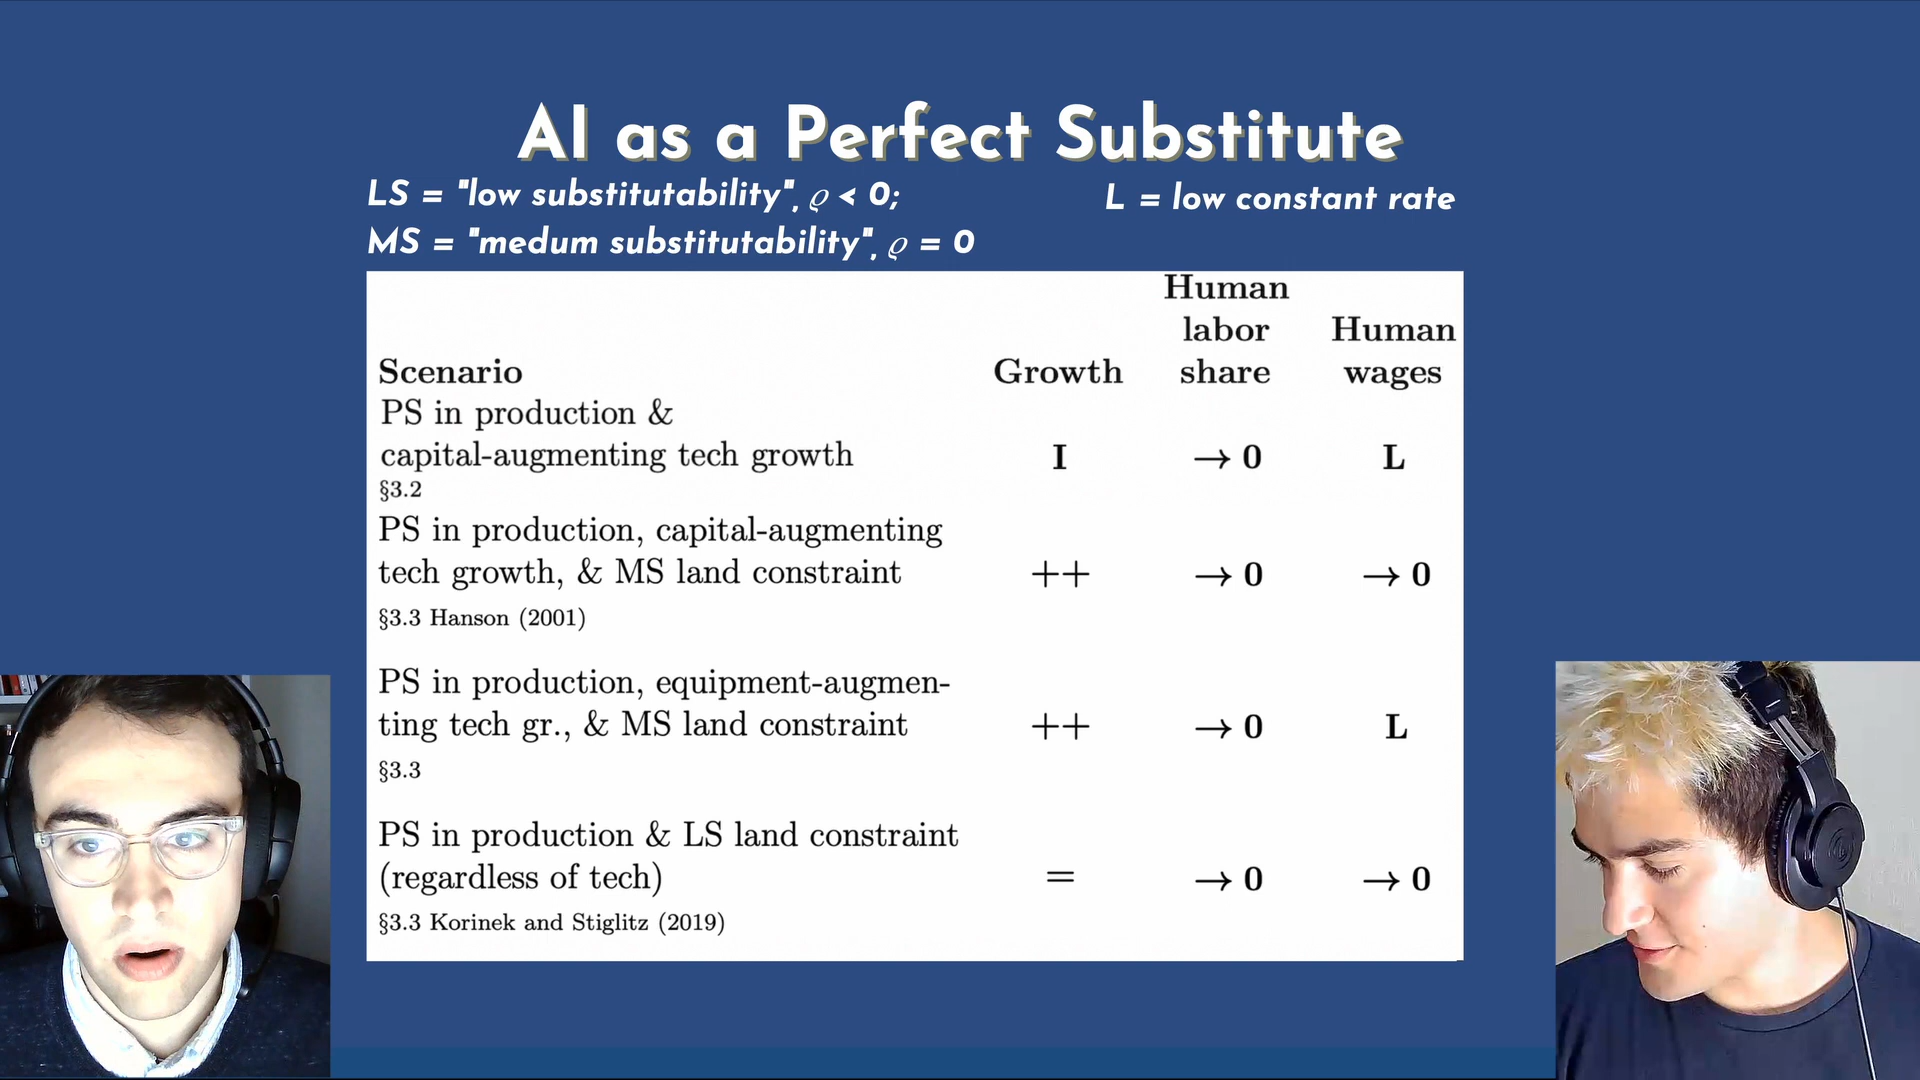 AI as a Perfect Substitute
LS = "low substitutability", ϱ < 0;
L = low constant rate
MS = "medum substitutability", ϱ = 0
Human
labor
share
Human
wages
Scenario
Growth
PS in production &
capital-augmenting tech growth
I
→ 0
L
§3.2
PS in production, capital-augmenting
tech growth, & MS land constraint
++
→ 0
→ 0
§3.3 Hanson (2001)
PS in production, equipment-augmen-
ting tech gr., & MS land constraint
++
→ 0
L
§3.3
PS in production & LS land constraint
(regardless of tech)
=
→ 0
→ 0
§3.3 Korinek and Stiglitz (2019)